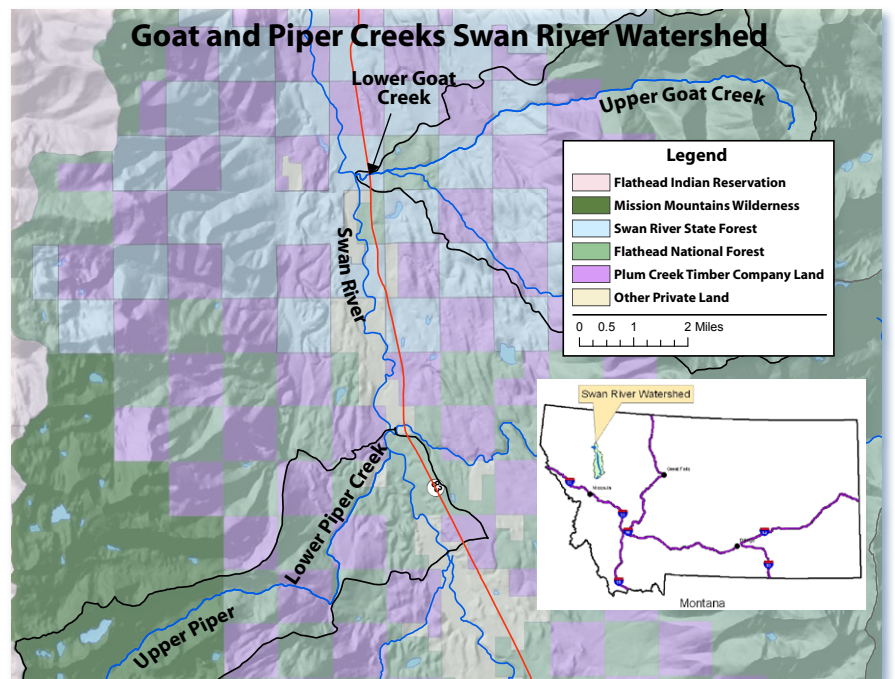 Goat and Piper Creeks Swan River Watershed
Lower Goat
Creek
Upper Goat Creek
Legend
Flathead Indian Reservation
Mission Mountains Wilderness
Swan River State Forest
Flathead National Forest
Plum Creek Timber Company Land
Other Private Land
0 0.5 1 2 Miles
Swan River
Swan River Watershed
Great Falls
Missoula
83
Lower Piper Creek
Upper Piper
Montana